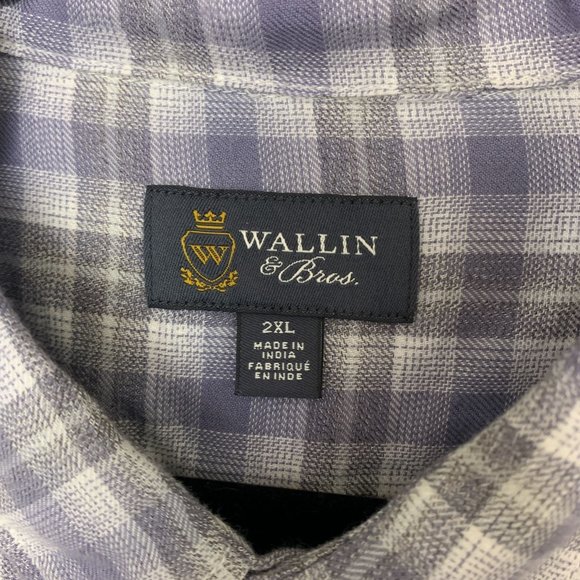 W
WALLIN
& Bros.
2XL
MADE IN
INDIA
FABRIQUÉ
EN INDE